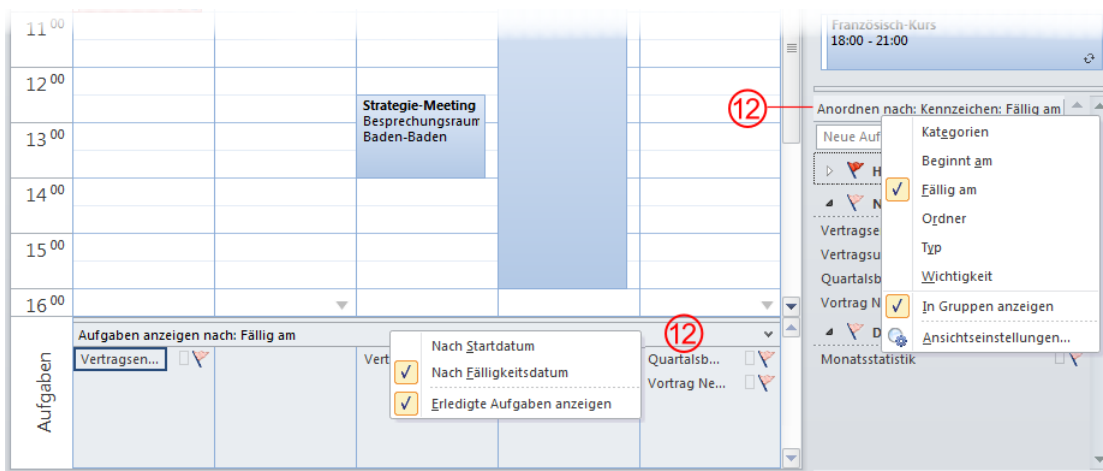 11 00
12 00
13 00
14 00
15 00
16 00
Strategie-Meeting
Besprechungsraum
Baden-Baden
Aufgaben
Aufgaben anzeigen nach: Fällig am
Vertragsen...
Vert
Quartalsb...
Vortrag Ne...
Nach Startdatum
Nach Fälligkeitsdatum
Erledigte Aufgaben anzeigen
12
Französisch-Kurs
18:00 - 21:00
12
Anordnen nach: Kennzeichen: Fällig am
Neue Auf
H
N
Vertragse
Vertragsu
Quartalsb
Vortrag N
D
Monatsstatistik
Kategorien
Beginnt am
Fällig am
Ordner
Typ
Wichtigkeit
In Gruppen anzeigen
Ansichtseinstellungen...